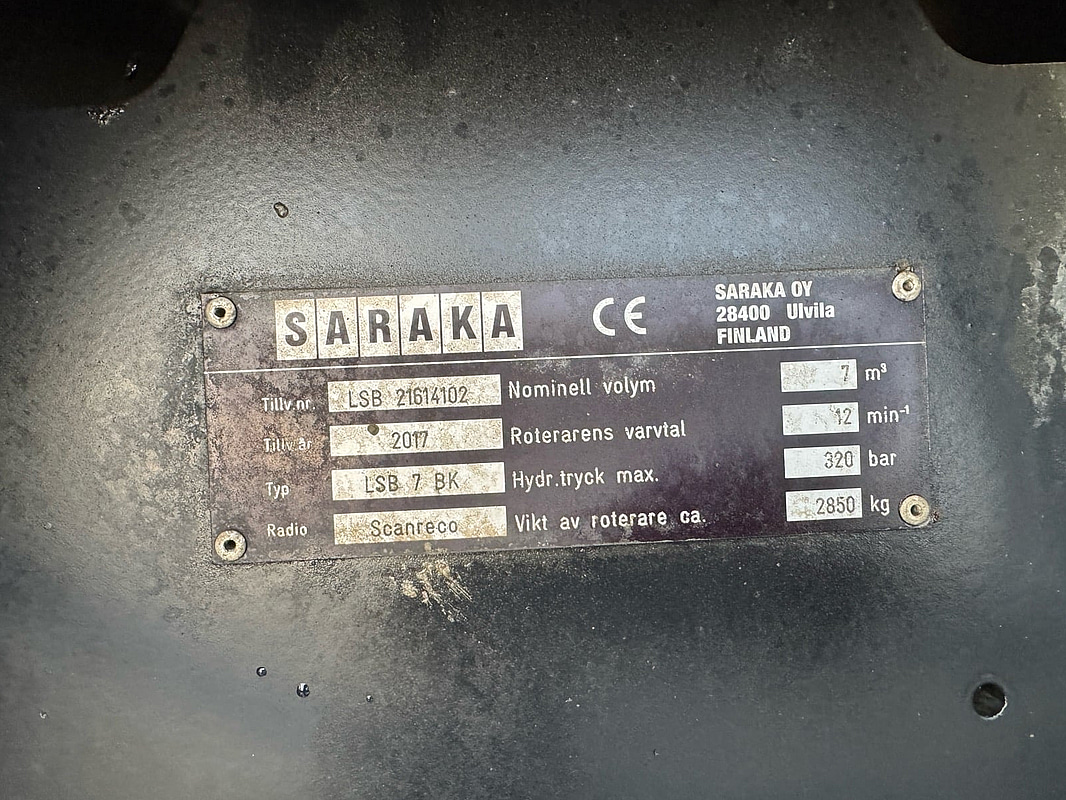 SARAKA CE SARAKA OY
28400 Ulvila
FINLAND
Tillv.nr. LSB 21614102 Nominell volym 7 m³
Tillv.år 2017 Roterarens varvtal 12 min⁻¹
Typ LSB 7 BK Hydr.tryck max. 320 bar
Radio Scanreco Vikt av roterare ca. 2850 kg